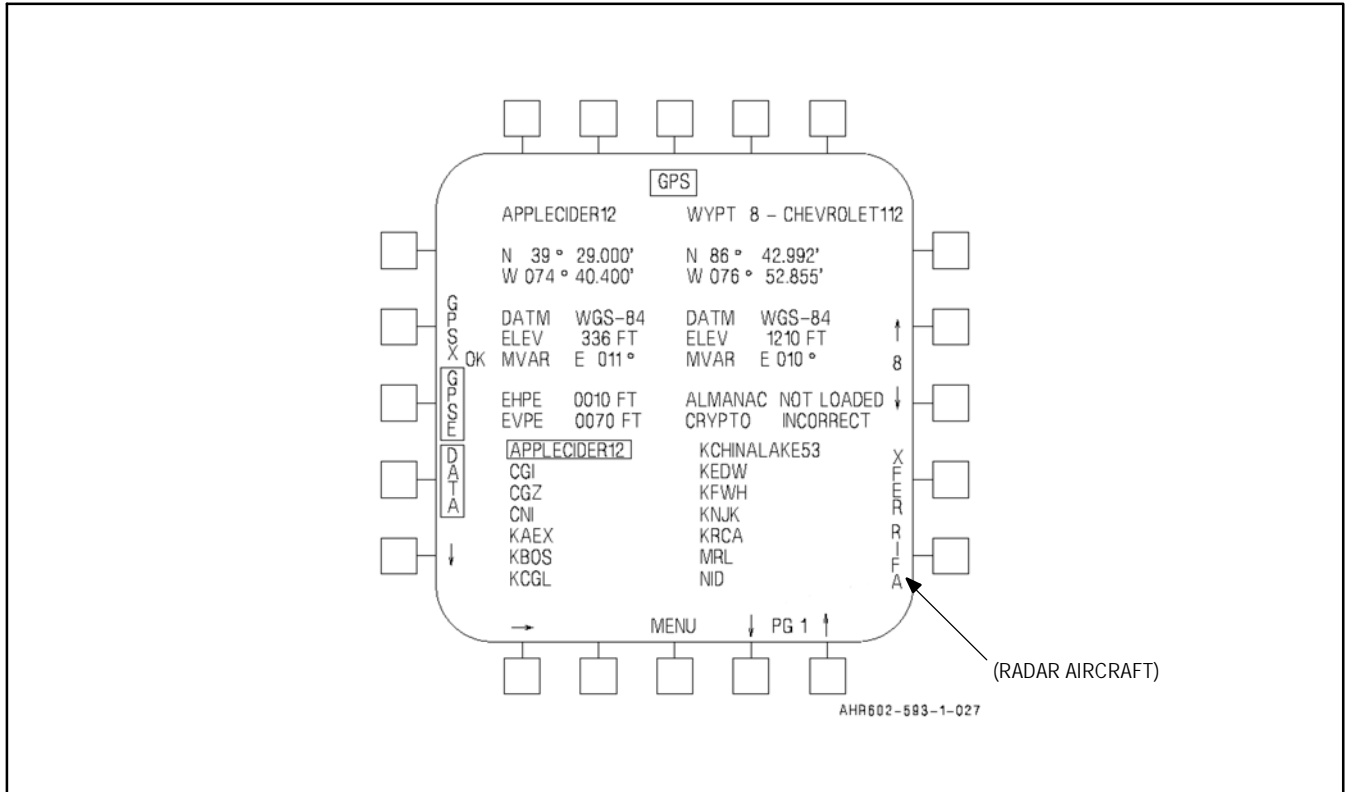 GPS
APPLECIDER12 WYPT 8 - CHEVROLET112
N 39° 29.000' N 86° 42.992'
W 074° 40.400' W 076° 52.855'
GPSX OK
DATM WGS-84 DATM WGS-84
ELEV 336 FT ELEV 1210 FT
MVAR E 011° MVAR E 010°
↑
8
↓
GPSE
EHPE 0010 FT ALMANAC NOT LOADED
EVPE 0070 FT CRYPTO INCORRECT
DATA
APPLECIDER12 KCHINALAKE53
CGI KEDW
CGZ KFWH
CNI KNJK
KAEX KRCA
KBOS MRL
KCGL NID
XFER
RIFA
↓
→ MENU ↓ PG 1 ↑
(RADAR AIRCRAFT)
AHR602-593-1-027